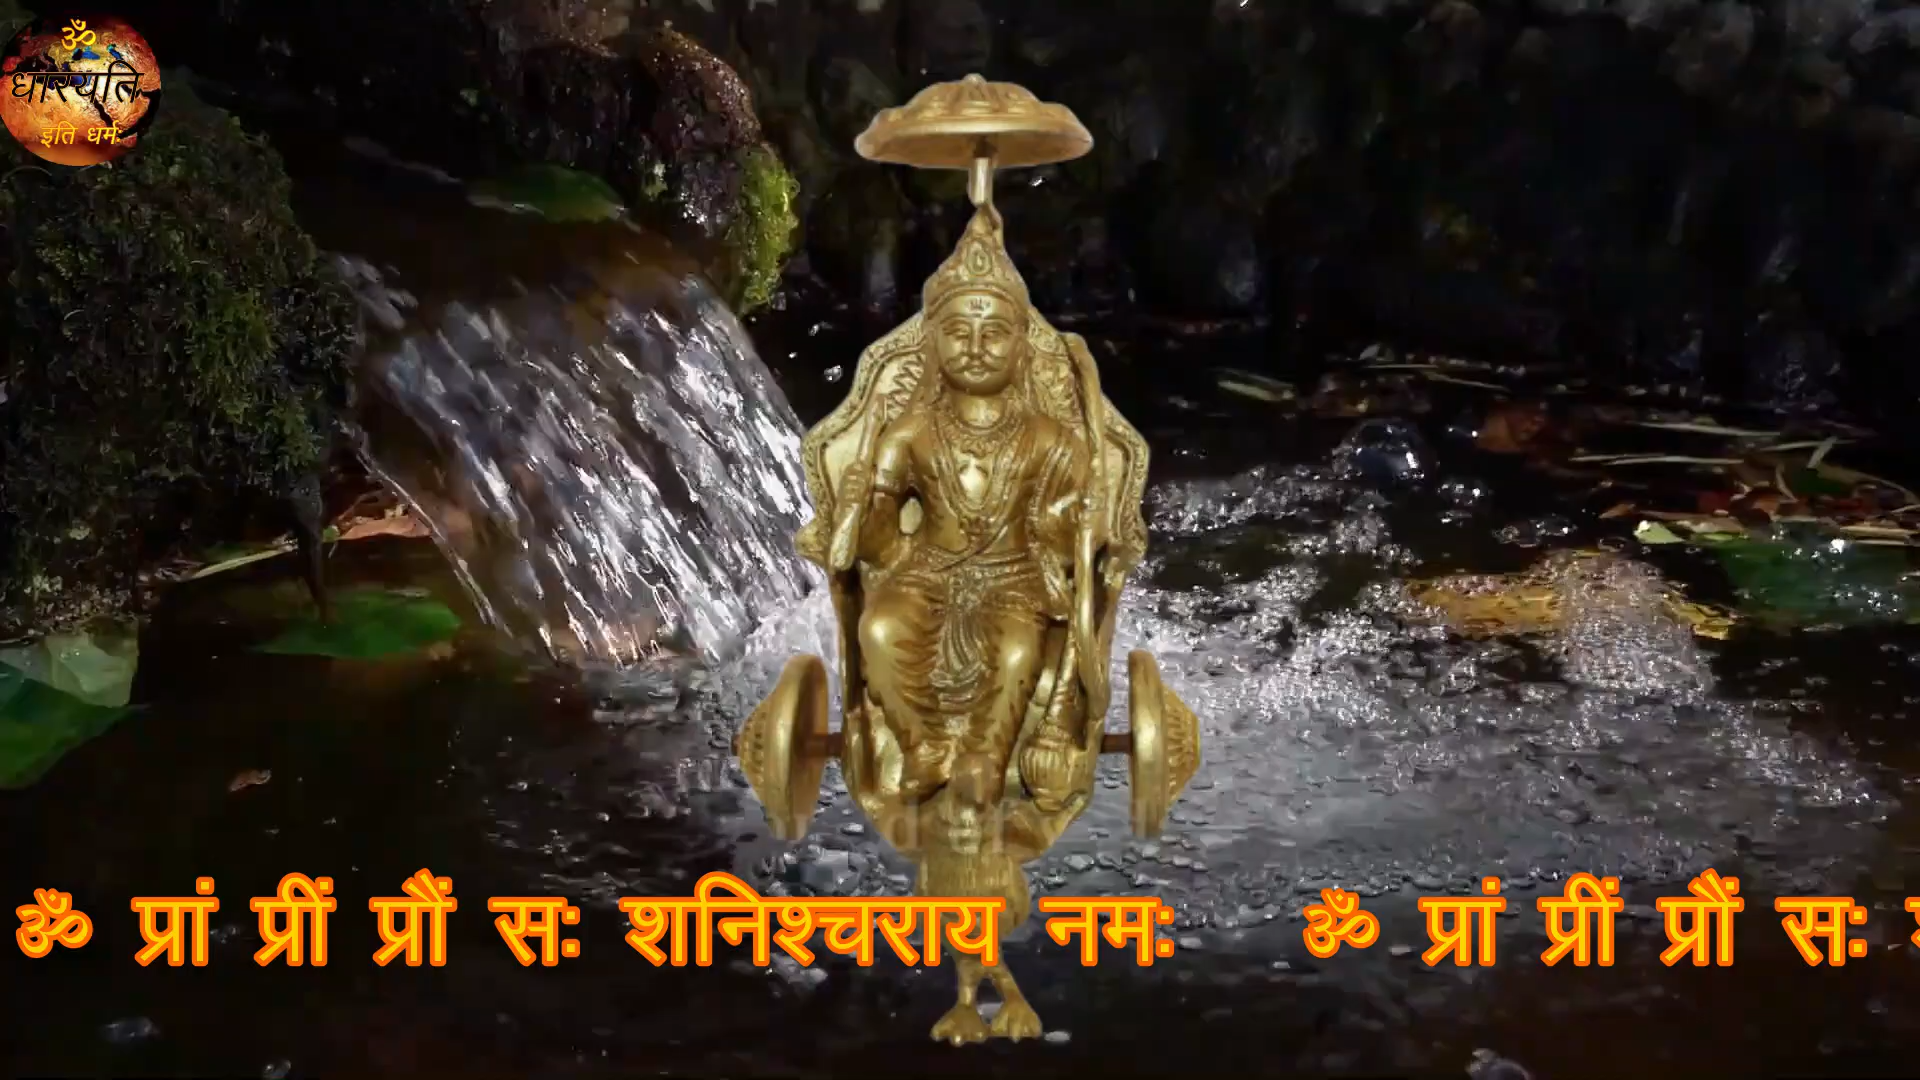 ॐ
धारयति
इति धर्मः
ॐ प्रां प्रीं प्रौं सः शनिश्चराय नमः ॐ प्रां प्रीं प्रौं सः